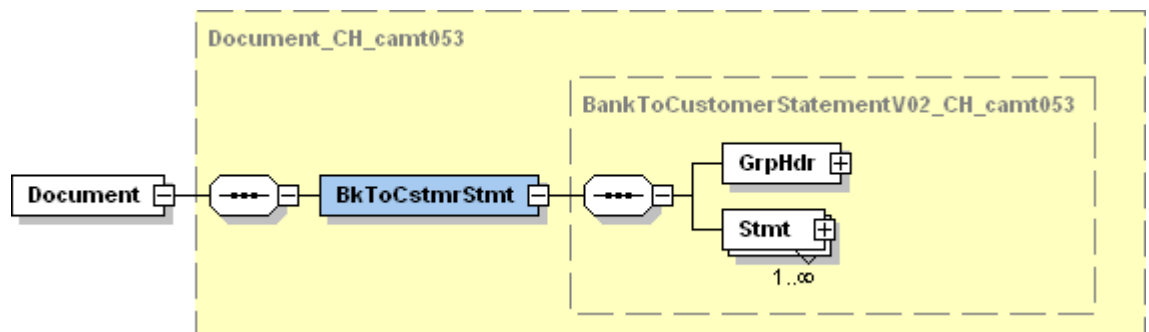 Document_CH_camt053
BankToCustomerStatementV02_CH_camt053
Document
BkToCstmrStmt
GrpHdr
Stmt
1..∞